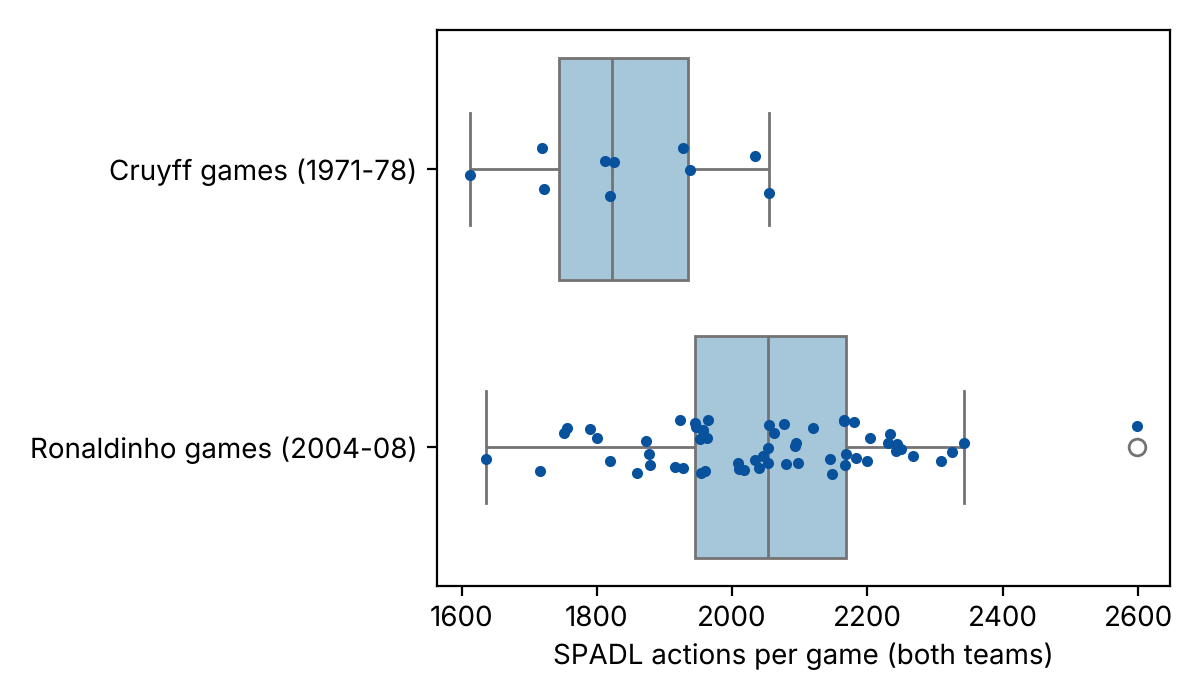 Cruyff games (1971-78)
Ronaldinho games (2004-08)
1600 1800 2000 2200 2400 2600
SPADL actions per game (both teams)